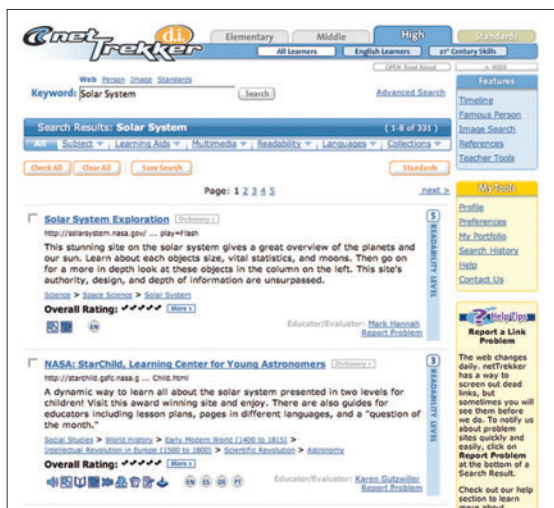 netTrekker d.i.
Elementary Middle High Standards
All Learners English Learners 21st Century Skills
OPEN Read Aloud HIDE
Web Person Image Standards
Keyword: Solar System Search Advanced Search
Search Results: Solar System (1-8 of 331)
All Subject Learning Aids Multimedia Readability Languages Collections
Check All Clear All Save Search Standards
Page: 1 2 3 4 5 next >
Solar System Exploration Dictionary >
http://solarsystem.nasa.gov/ ... play=Flash
This stunning site on the solar system gives a great overview of the planets and
our sun. Learn about each objects size, vital statistics, and moons. Then go on
for a more in depth look at these objects in the column on the left. This site's
authority, design, and depth of information are unsurpassed.
Science > Space Science > Solar System
Overall Rating: More >
EN
Educator/Evaluator: Mark Hannah
Report Problem
5 READABILITY LEVEL
NASA: StarChild, Learning Center for Young Astronomers Dictionary >
http://starchild.gsfc.nasa.g ... Child.html
A dynamic way to learn all about the solar system presented in two levels for
children! Visit this award winning site and enjoy. There are also guides for
educators including lesson plans, pages in different languages, and a "question of
the month."
Social Studies > World History > Early Modern World (1400 to 1815) >
Intellectual Revolution in Europe (1500 to 1800) > Scientific Revolution > Astronomy
Overall Rating: More >
EN ES DE PT
Educator/Evaluator: Karen Gutzwiller
Report Problem
3 READABILITY LEVEL
Features
Timeline
Famous Person
Image Search
References
Teacher Tools
My Tools
Profile
Preferences
My Portfolio
Search History
Help
Contact Us
HelpTips
Report a Link
Problem
The web changes
daily. netTrekker
has a way to
screen out dead
links, but
sometimes you will
see them before
we do. To notify us
about problem
sites quickly and
easily, click on
Report Problem
at the bottom of a
Search Result.
Check out our help
section to learn